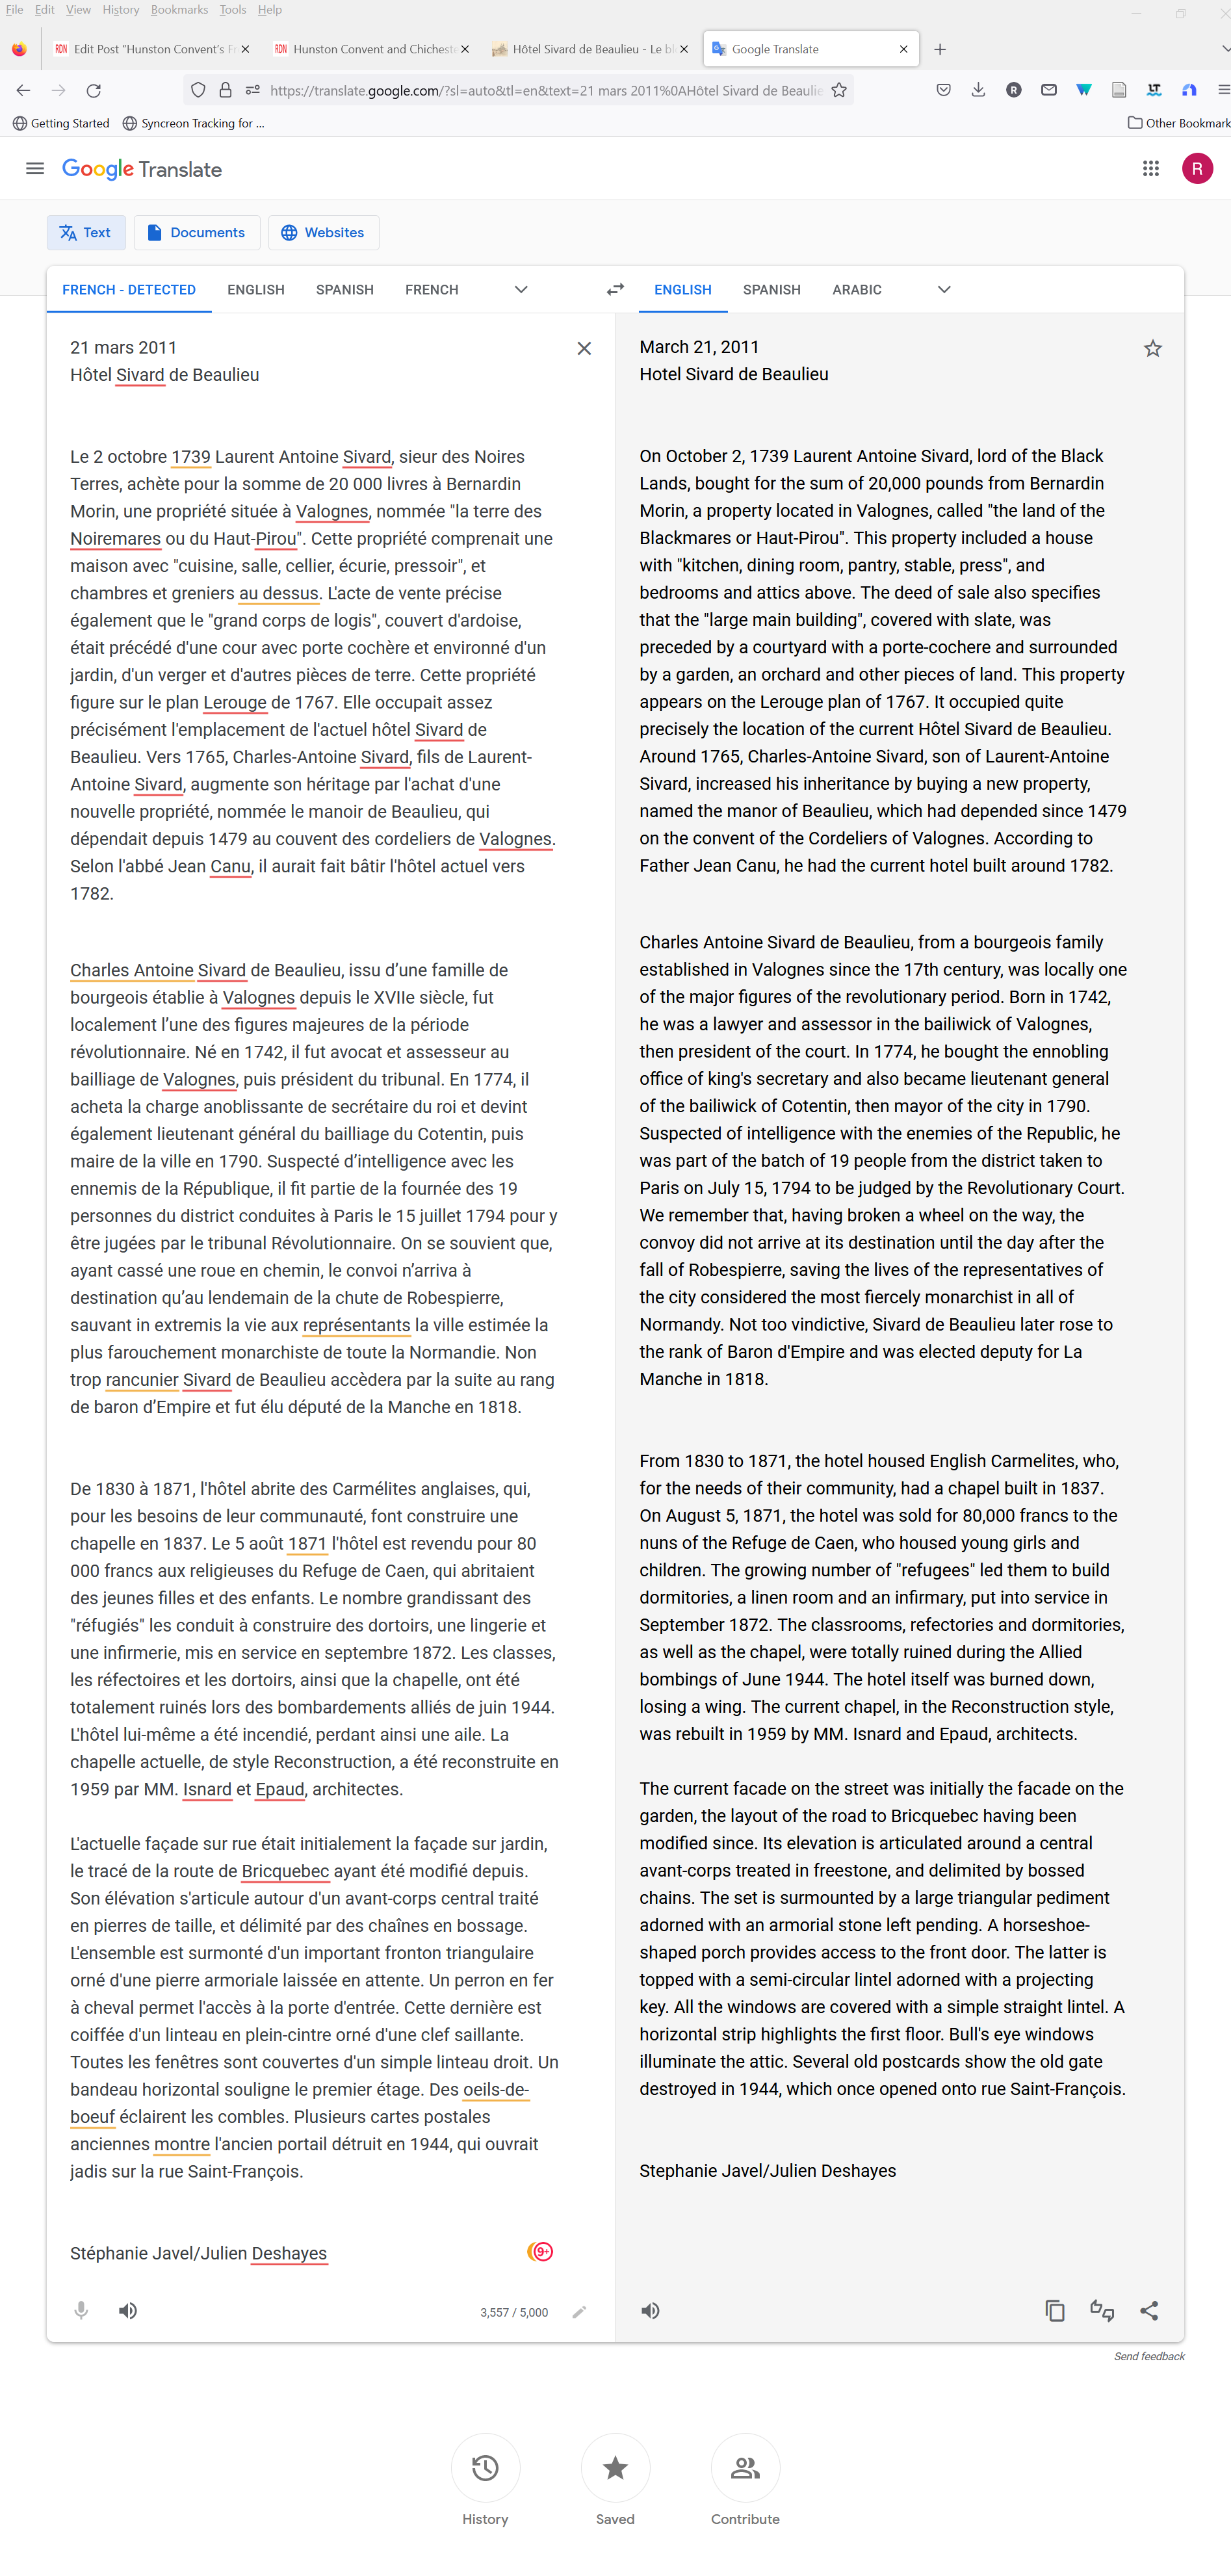 File Edit View History Bookmarks Tools Help
RDN Edit Post "Hunston Convent's Fr RDN Hunston Convent and Chicheste Hôtel Sivard de Beaulieu - Le bl Google Translate
https://translate.google.com/?sl=auto&tl=en&text=21 mars 2011%0AHôtel Sivard de Beaulie
Getting Started Syncreon Tracking for ... Other Bookmark
Google Translate R
Text Documents Websites
FRENCH - DETECTED ENGLISH SPANISH FRENCH
21 mars 2011
Hôtel Sivard de Beaulieu
Le 2 octobre 1739 Laurent Antoine Sivard, sieur des Noires
Terres, achète pour la somme de 20 000 livres à Bernardin
Morin, une propriété située à Valognes, nommée "la terre des
Noiremares ou du Haut-Pirou". Cette propriété comprenait une
maison avec "cuisine, salle, cellier, écurie, pressoir", et
chambres et greniers au dessus. L'acte de vente précise
également que le "grand corps de logis", couvert d'ardoise,
était précédé d'une cour avec porte cochère et environné d'un
jardin, d'un verger et d'autres pièces de terre. Cette propriété
figure sur le plan Lerouge de 1767. Elle occupait assez
précisément l'emplacement de l'actuel hôtel Sivard de
Beaulieu. Vers 1765, Charles-Antoine Sivard, fils de Laurent-
Antoine Sivard, augmente son héritage par l'achat d'une
nouvelle propriété, nommée le manoir de Beaulieu, qui
dépendait depuis 1479 au couvent des cordeliers de Valognes.
Selon l'abbé Jean Canu, il aurait fait bâtir l'hôtel actuel vers
1782.
Charles Antoine Sivard de Beaulieu, issu d’une famille de
bourgeois établie à Valognes depuis le XVIIe siècle, fut
localement l’une des figures majeures de la période
révolutionnaire. Né en 1742, il fut avocat et assesseur au
bailliage de Valognes, puis président du tribunal. En 1774, il
acheta la charge anoblissante de secrétaire du roi et devint
également lieutenant général du bailliage du Cotentin, puis
maire de la ville en 1790. Suspecté d’intelligence avec les
ennemis de la République, il fit partie de la fournée des 19
personnes du district conduites à Paris le 15 juillet 1794 pour y
être jugées par le tribunal Révolutionnaire. On se souvient que,
ayant cassé une roue en chemin, le convoi n’arriva à
destination qu’au lendemain de la chute de Robespierre,
sauvant in extremis la vie aux représentants la ville estimée la
plus farouchement monarchiste de toute la Normandie. Non
trop rancunier Sivard de Beaulieu accèdera par la suite au rang
de baron d’Empire et fut élu député de la Manche en 1818.
De 1830 à 1871, l'hôtel abrite des Carmélites anglaises, qui,
pour les besoins de leur communauté, font construire une
chapelle en 1837. Le 5 août 1871 l'hôtel est revendu pour 80
000 francs aux religieuses du Refuge de Caen, qui abritaient
des jeunes filles et des enfants. Le nombre grandissant des
"réfugiés" les conduit à construire des dortoirs, une lingerie et
une infirmerie, mis en service en septembre 1872. Les classes,
les réfectoires et les dortoirs, ainsi que la chapelle, ont été
totalement ruinés lors des bombardements alliés de juin 1944.
L'hôtel lui-même a été incendié, perdant ainsi une aile. La
chapelle actuelle, de style Reconstruction, a été reconstruite en
1959 par MM. Isnard et Epaud, architectes.
L'actuelle façade sur rue était initialement la façade sur jardin,
le tracé de la route de Bricquebec ayant été modifié depuis.
Son élévation s'articule autour d'un avant-corps central traité
en pierres de taille, et délimité par des chaînes en bossage.
L'ensemble est surmonté d'un important fronton triangulaire
orné d'une pierre armoriale laissée en attente. Un perron en fer
à cheval permet l'accès à la porte d'entrée. Cette dernière est
coiffée d'un linteau en plein-cintre orné d'une clef saillante.
Toutes les fenêtres sont couvertes d'un simple linteau droit. Un
bandeau horizontal souligne le premier étage. Des oeils-de-
boeuf éclairent les combles. Plusieurs cartes postales
anciennes montre l'ancien portail détruit en 1944, qui ouvrait
jadis sur la rue Saint-François.
Stéphanie Javel/Julien Deshayes
9+
3,557 / 5,000
ENGLISH SPANISH ARABIC
March 21, 2011
Hotel Sivard de Beaulieu
On October 2, 1739 Laurent Antoine Sivard, lord of the Black
Lands, bought for the sum of 20,000 pounds from Bernardin
Morin, a property located in Valognes, called "the land of the
Blackmares or Haut-Pirou". This property included a house
with "kitchen, dining room, pantry, stable, press", and
bedrooms and attics above. The deed of sale also specifies
that the "large main building", covered with slate, was
preceded by a courtyard with a porte-cochere and surrounded
by a garden, an orchard and other pieces of land. This property
appears on the Lerouge plan of 1767. It occupied quite
precisely the location of the current Hôtel Sivard de Beaulieu.
Around 1765, Charles-Antoine Sivard, son of Laurent-Antoine
Sivard, increased his inheritance by buying a new property,
named the manor of Beaulieu, which had depended since 1479
on the convent of the Cordeliers of Valognes. According to
Father Jean Canu, he had the current hotel built around 1782.
Charles Antoine Sivard de Beaulieu, from a bourgeois family
established in Valognes since the 17th century, was locally one
of the major figures of the revolutionary period. Born in 1742,
he was a lawyer and assessor in the bailiwick of Valognes,
then president of the court. In 1774, he bought the ennobling
office of king's secretary and also became lieutenant general
of the bailiwick of Cotentin, then mayor of the city in 1790.
Suspected of intelligence with the enemies of the Republic, he
was part of the batch of 19 people from the district taken to
Paris on July 15, 1794 to be judged by the Revolutionary Court.
We remember that, having broken a wheel on the way, the
convoy did not arrive at its destination until the day after the
fall of Robespierre, saving the lives of the representatives of
the city considered the most fiercely monarchist in all of
Normandy. Not too vindictive, Sivard de Beaulieu later rose to
the rank of Baron d'Empire and was elected deputy for La
Manche in 1818.
From 1830 to 1871, the hotel housed English Carmelites, who,
for the needs of their community, had a chapel built in 1837.
On August 5, 1871, the hotel was sold for 80,000 francs to the
nuns of the Refuge de Caen, who housed young girls and
children. The growing number of "refugees" led them to build
dormitories, a linen room and an infirmary, put into service in
September 1872. The classrooms, refectories and dormitories,
as well as the chapel, were totally ruined during the Allied
bombings of June 1944. The hotel itself was burned down,
losing a wing. The current chapel, in the Reconstruction style,
was rebuilt in 1959 by MM. Isnard and Epaud, architects.
The current facade on the street was initially the facade on the
garden, the layout of the road to Bricquebec having been
modified since. Its elevation is articulated around a central
avant-corps treated in freestone, and delimited by bossed
chains. The set is surmounted by a large triangular pediment
adorned with an armorial stone left pending. A horseshoe-
shaped porch provides access to the front door. The latter is
topped with a semi-circular lintel adorned with a projecting
key. All the windows are covered with a simple straight lintel. A
horizontal strip highlights the first floor. Bull's eye windows
illuminate the attic. Several old postcards show the old gate
destroyed in 1944, which once opened onto rue Saint-François.
Stephanie Javel/Julien Deshayes
Send feedback
History Saved Contribute